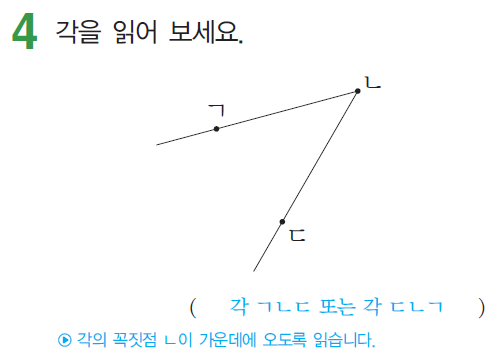 4 각을 읽어 보세요.
ㄴ
ㄱ
ㄷ
( 각 ㄱㄴㄷ 또는 각 ㄷㄴㄱ )
▷ 각의 꼭짓점 ㄴ이 가운데에 오도록 읽습니다.